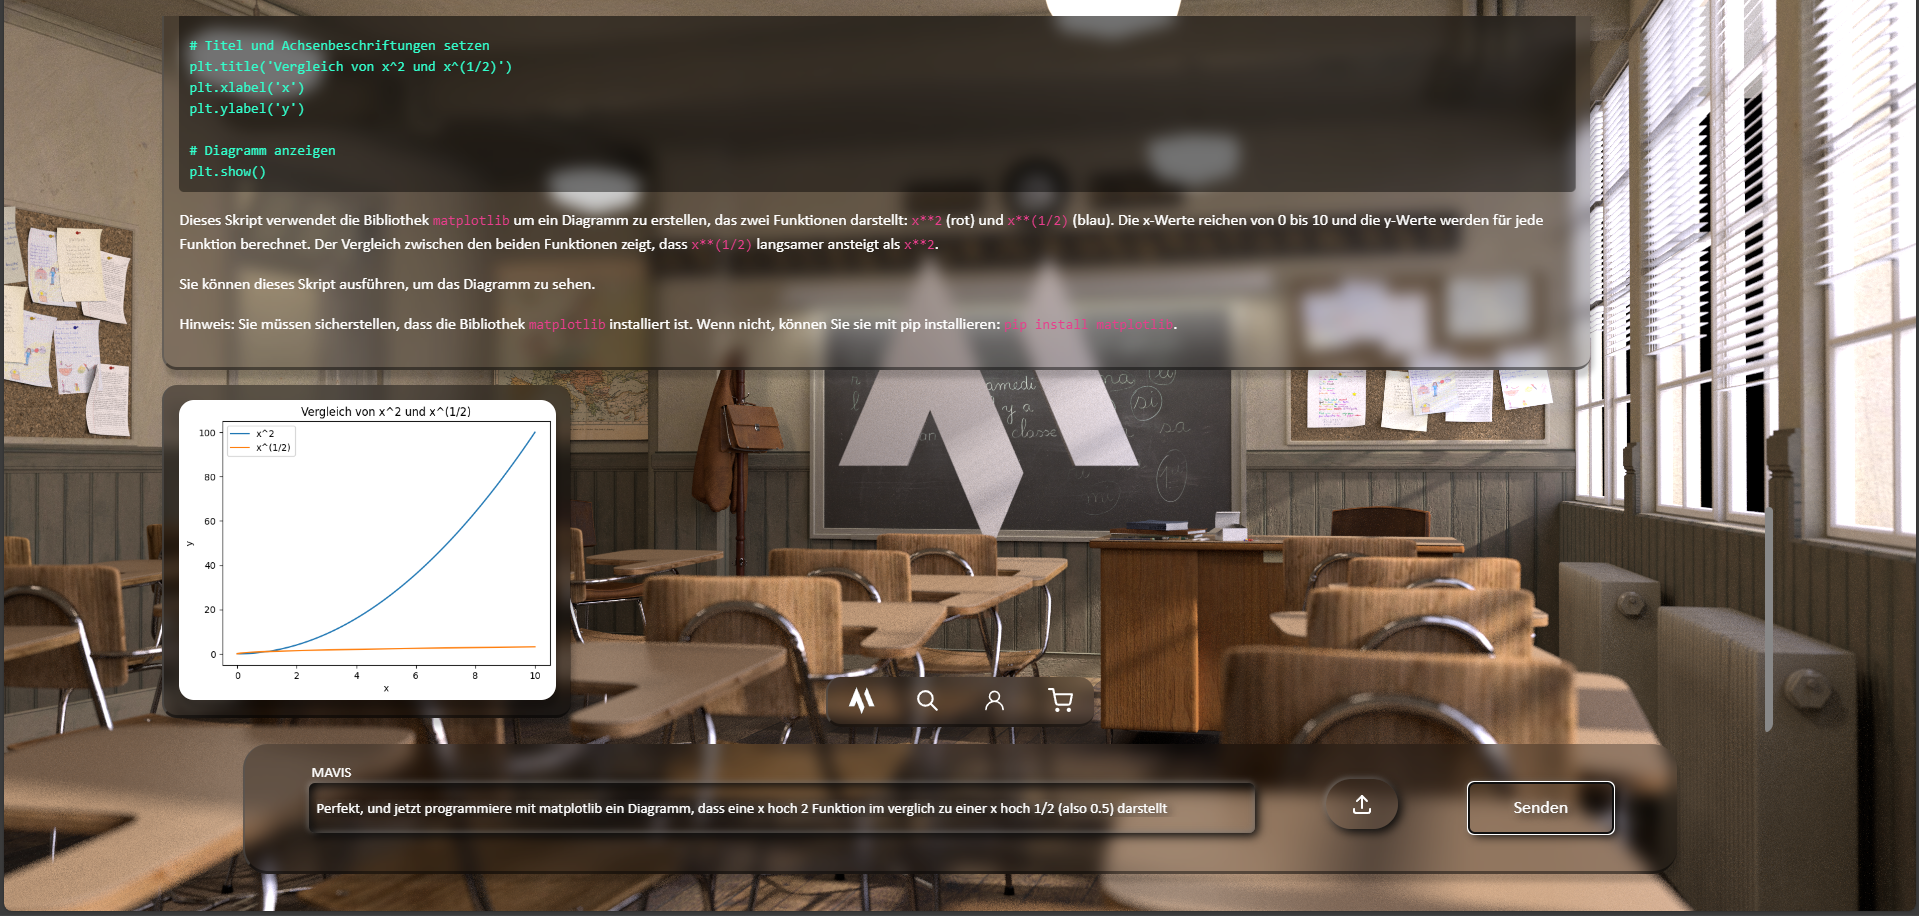 # Titel und Achsenbeschriftungen setzen
plt.title('Vergleich von x^2 und x^(1/2)')
plt.xlabel('x')
plt.ylabel('y')
# Diagramm anzeigen
plt.show()
Dieses Skript verwendet die Bibliothek matplotlib um ein Diagramm zu erstellen, das zwei Funktionen darstellt: x**2 (rot) und x**(1/2) (blau). Die x-Werte reichen von 0 bis 10 und die y-Werte werden für jede
Funktion berechnet. Der Vergleich zwischen den beiden Funktionen zeigt, dass x**(1/2) langsamer ansteigt als x**2.
Sie können dieses Skript ausführen, um das Diagramm zu sehen.
Hinweis: Sie müssen sicherstellen, dass die Bibliothek matplotlib installiert ist. Wenn nicht, können Sie sie mit pip installieren: pip install matplotlib.
amedi
si
y a
classe
sa
Vergleich von x^2 und x^(1/2)
x^2
x^(1/2)
100
80
60
40
20
0
y
0 2 4 6 8 10
x
MAVIS
Perfekt, und jetzt programmiere mit matplotlib ein Diagramm, dass eine x hoch 2 Funktion im verglich zu einer x hoch 1/2 (also 0.5) darstellt
Senden